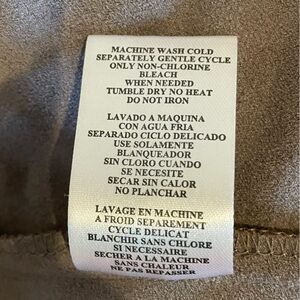 MACHINE WASH COLD
SEPARATELY GENTLE CYCLE
ONLY NON-CHLORINE
BLEACH
WHEN NEEDED
TUMBLE DRY NO HEAT
DO NOT IRON
LAVADO A MAQUINA
CON AGUA FRIA
SEPARADO CICLO DELICADO
USE SOLAMENTE
BLANQUEADOR
SIN CLORO CUANDO
SE NECESITE
SECAR SIN CALOR
NO PLANCHAR
LAVAGE EN MACHINE
A FROID SEPAREMENT
CYCLE DELICAT
BLANCHIR SANS CHLORE
SI NECESSAIRE
SECHER A LA MACHINE
SANS CHALEUR
NE PAS REPASSER